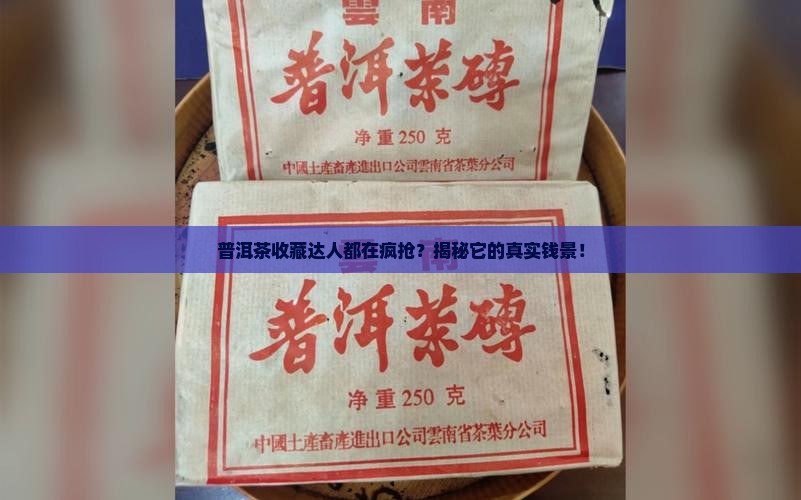 雲南
普洱茶磚
净重250克
中國土產畜產進出口公司雲南省茶葉分公司
普洱茶收藏达人都在疯抢？揭秘它的真实钱景！
雲南
普洱茶磚
净重250克
中國土產畜產進出口公司雲南省茶葉分公司